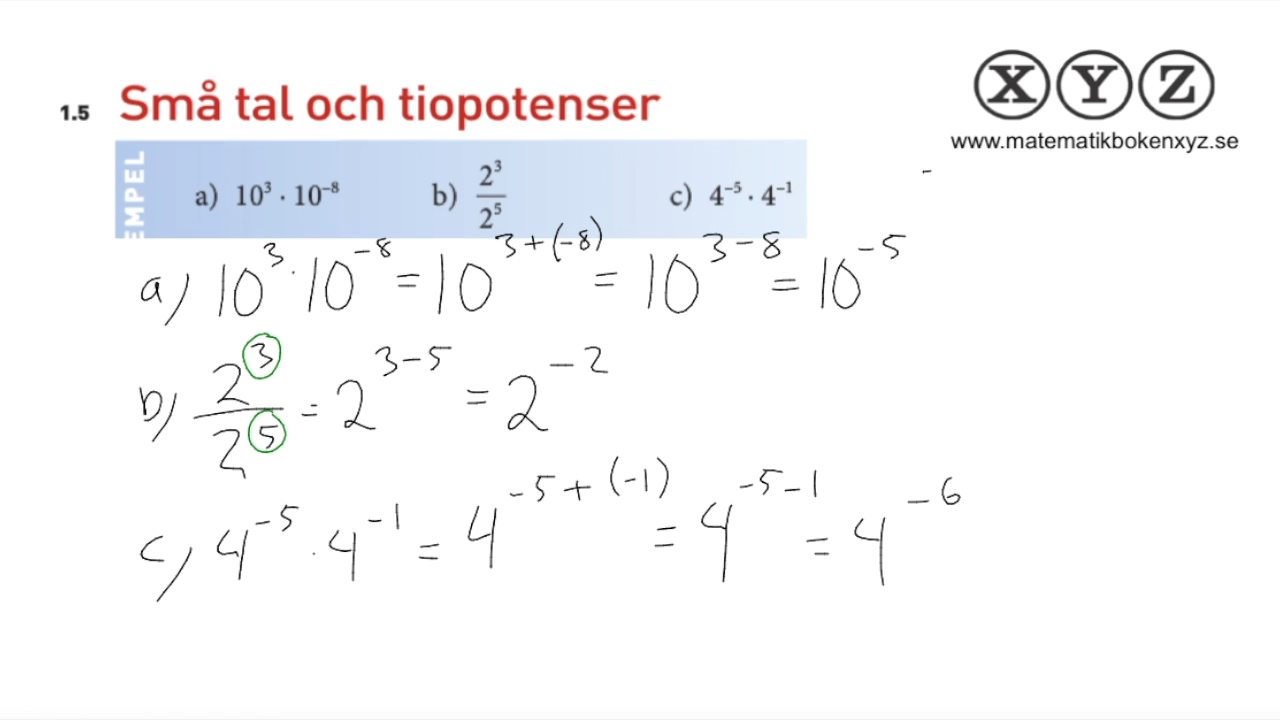 X Y Z
www.matematikbokenxyz.se
1.5 Små tal och tiopotenser
EMPEL
a) 10³ · 10⁻⁸ b) 2³/2⁵ c) 4⁻⁵ · 4⁻¹
a) 10³ · 10⁻⁸ = 10³⁺⁽⁻⁸⁾ = 10³⁻⁸ = 10⁻⁵
b) 2³/2⁵ = 2³⁻⁵ = 2⁻²
c) 4⁻⁵ · 4⁻¹ = 4⁻⁵⁺⁽⁻¹⁾ = 4⁻⁵⁻¹ = 4⁻⁶